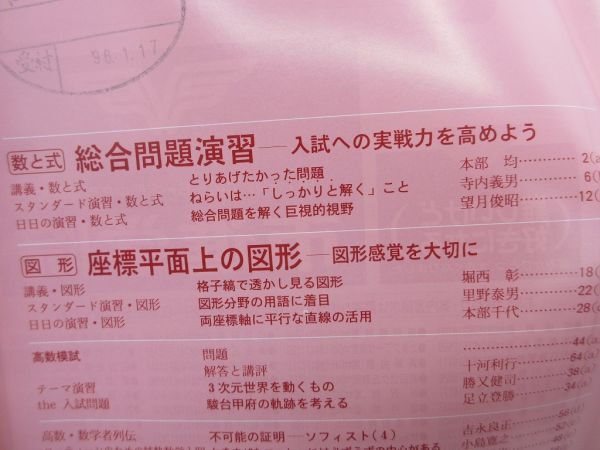 受付 96.1.17
数と式 総合問題演習――入試への実戦力を高めよう
講義・数と式 とりあげたかった問題 本部 均………… 2(a
スタンダード演習・数と式 ねらいは…「しっかりと解く」こと 寺内義男………… 6(
日日の演習・数と式 総合問題を解く巨視的視野 望月俊昭…………12(
図 形 座標平面上の図形――図形感覚を大切に
講義・図形 格子縞で透かし見る図形 堀西 彰…………18(
スタンダード演習・図形 図形分野の用語に着目 里野泰男…………22(
日日の演習・図形 両座標軸に平行な直線の活用 本部千代…………28(
高数模試 問題 …………44(a
解答と講評 十河利行…………64(a
テーマ演習 3次元世界を動くもの 勝又健司…………38(a
the 入試問題 駿台甲府の軌跡を考える 足立登勝…………34(a
高数・数学者列伝 不可能の証明――ソフィスト(4) 吉永良正…………56(
小島寛之…………52(